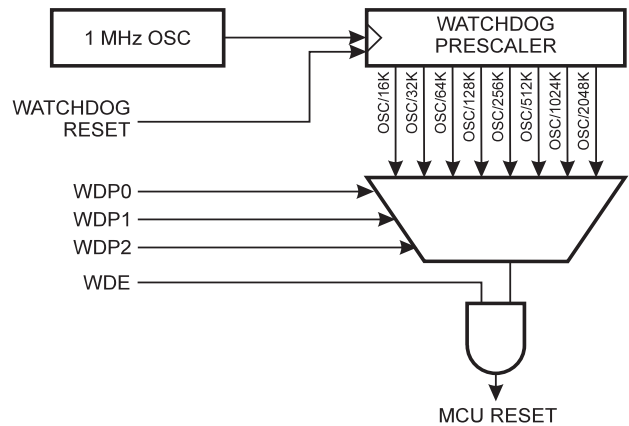 1 MHz OSC
WATCHDOG
PRESCALER
WATCHDOG
RESET
OSC/16K
OSC/32K
OSC/64K
OSC/128K
OSC/256K
OSC/512K
OSC/1024K
OSC/2048K
WDP0
WDP1
WDP2
WDE
MCU RESET